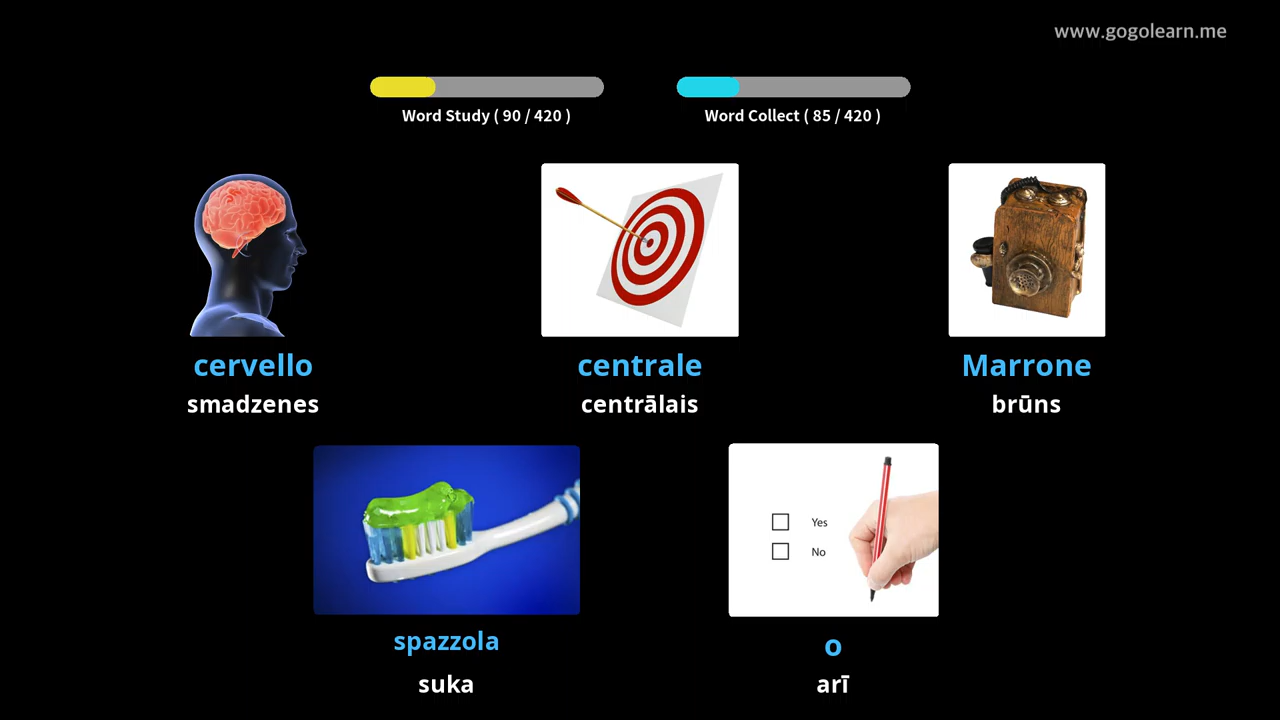 www.gogolearn.me
Word Study ( 90 / 420 )
Word Collect ( 85 / 420 )
cervello
smadzenes
centrale
centrālais
Marrone
brūns
Yes
No
spazzola
suka
o
arī